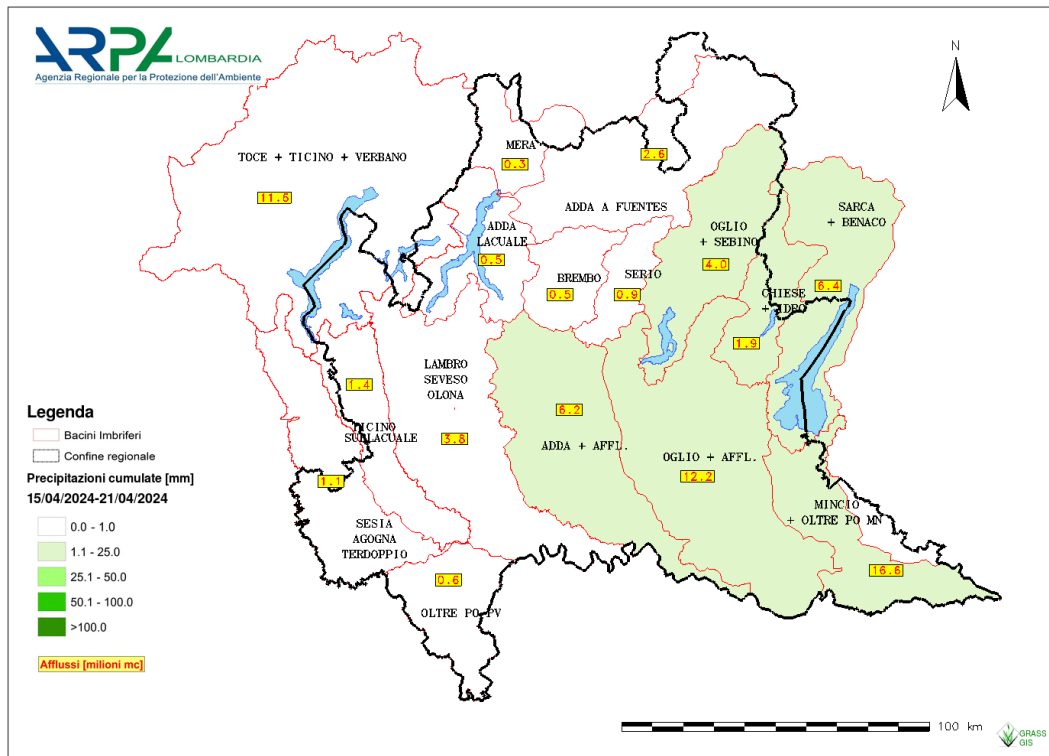 ARPA LOMBARDIA
Agenzia Regionale per la Protezione dell'Ambiente
N
TOCE + TICINO + VERBANO
11.6
MERA
0.3
2.6
ADDA A FUENTES
ADDA
LACUALE
0.5
BREMBO
0.5
SERIO
0.9
OGLIO
+ SEBINO
4.0
SARCA
+ BENACO
6.4
CHIESE
+ IDRO
1.9
LAMBRO
SEVESO
OLONA
3.8
1.4
TICINO
SUBLACUALE
6.2
ADDA + AFFL.
OGLIO + AFFL.
12.2
MINCIO
+ OLTRE PO MN
16.6
1.1
SESIA
AGOGNA
TERDOPPIO
0.6
OLTRE PO PV
Legenda
Bacini Imbriferi
Confine regionale
Precipitazioni cumulate [mm]
15/04/2024-21/04/2024
0.0 - 1.0
1.1 - 25.0
25.1 - 50.0
50.1 - 100.0
>100.0
Afflussi [milioni mc]
100 km
GRASS
GIS